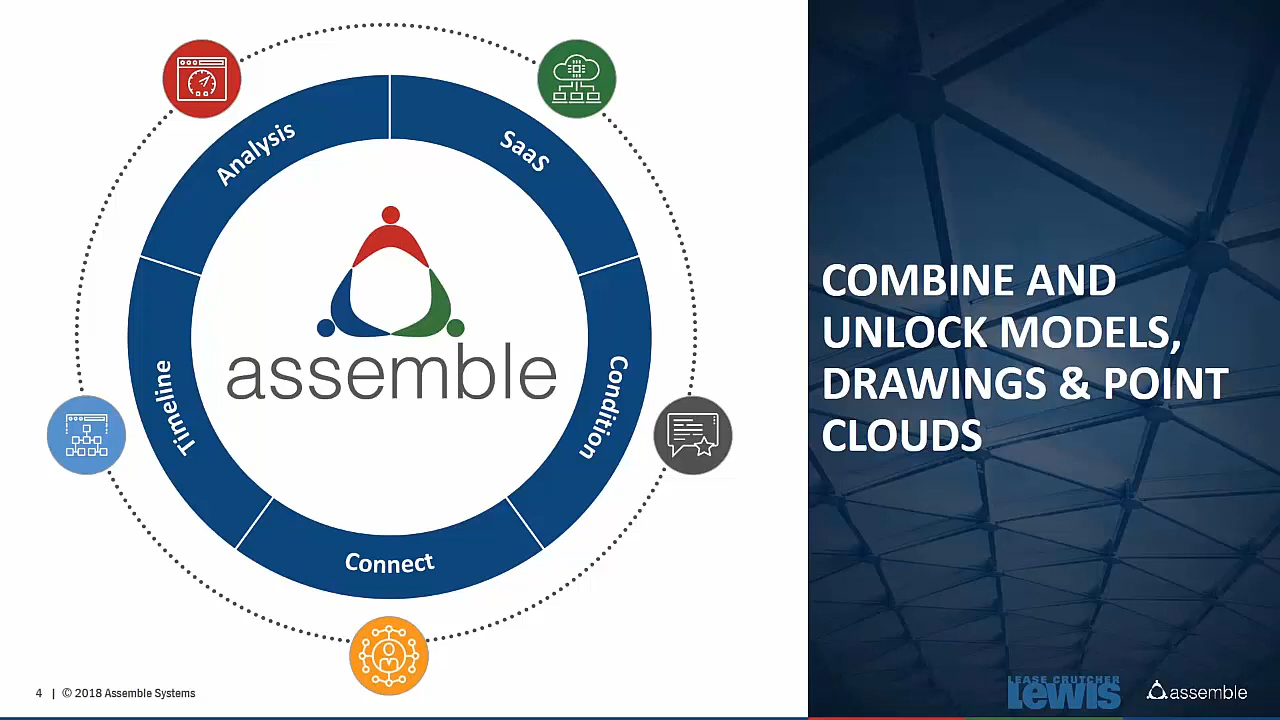 Analysis
SaaS
Timeline
assemble
Condition
Connect
COMBINE AND
UNLOCK MODELS,
DRAWINGS & POINT
CLOUDS
4 | © 2018 Assemble Systems
LEASE CRUTCHER
Lewis
assemble